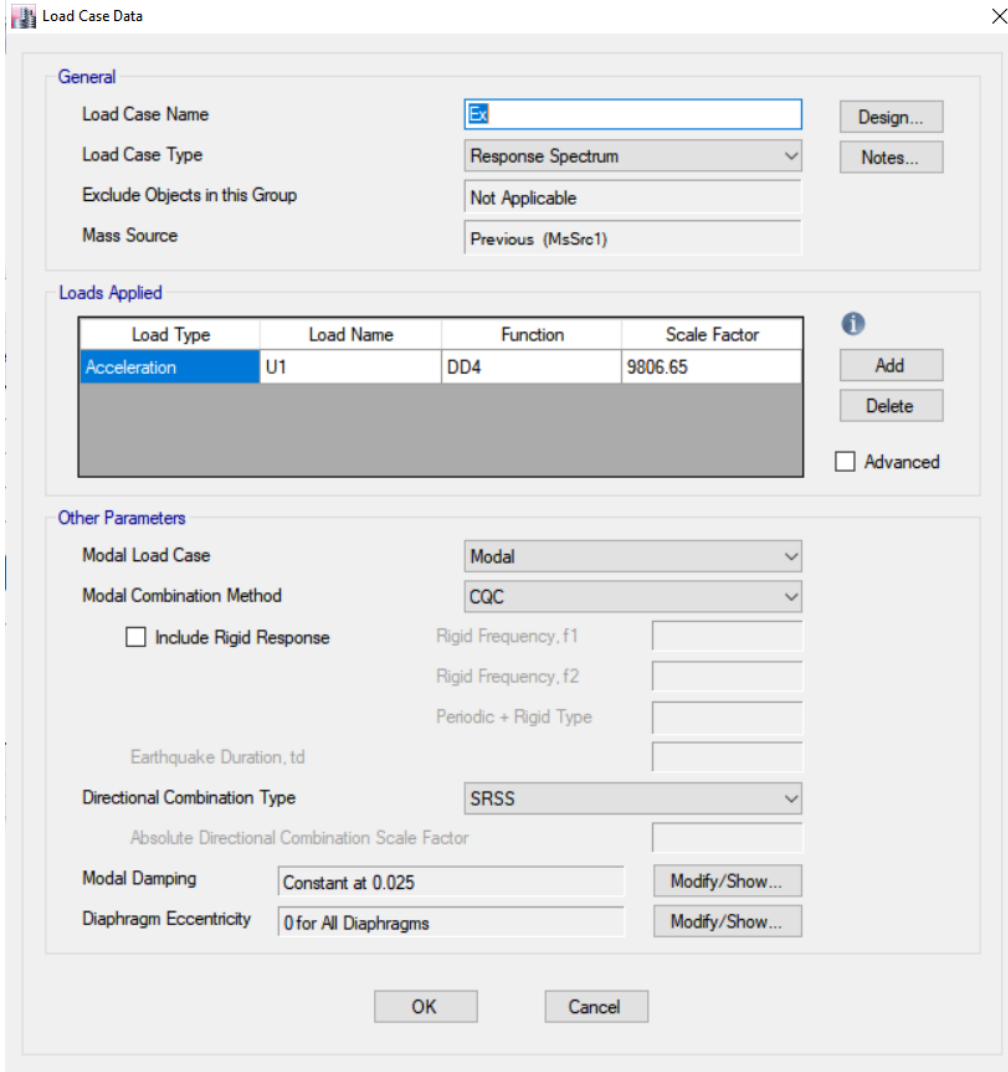 Load Case Data
General
Load Case Name
Ex
Design...
Load Case Type
Response Spectrum
Notes...
Exclude Objects in this Group
Not Applicable
Mass Source
Previous (MsSrc1)
Loads Applied
Load Type Load Name Function Scale Factor
Acceleration U1 DD4 9806.65
Add
Delete
Advanced
Other Parameters
Modal Load Case
Modal
Modal Combination Method
CQC
Include Rigid Response
Rigid Frequency, f1
Rigid Frequency, f2
Periodic + Rigid Type
Earthquake Duration, td
Directional Combination Type
SRSS
Absolute Directional Combination Scale Factor
Modal Damping
Constant at 0.025
Modify/Show...
Diaphragm Eccentricity
0 for All Diaphragms
Modify/Show...
OK
Cancel